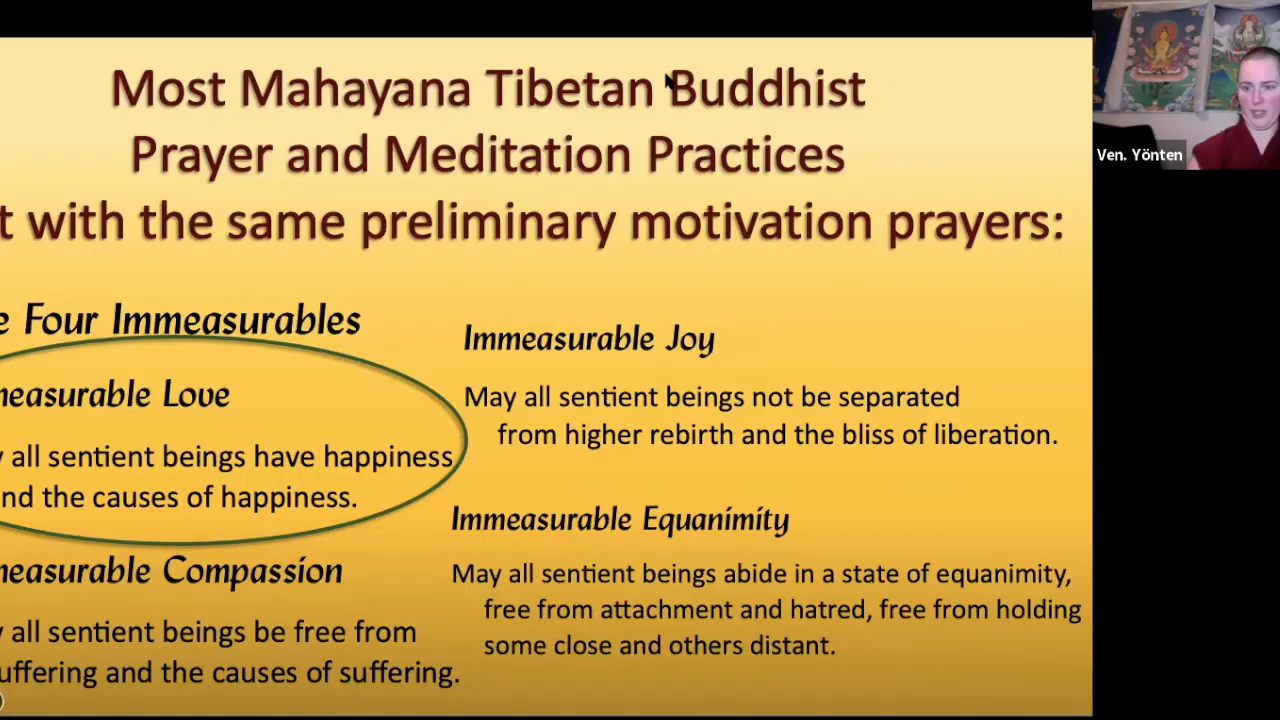 Most Mahayana Tibetan Buddhist
Prayer and Meditation Practices
t with the same preliminary motivation prayers:
e Four Immeasurables
measurable Love
y all sentient beings have happiness
nd the causes of happiness.
measurable Compassion
y all sentient beings be free from
uffering and the causes of suffering.
Immeasurable Joy
May all sentient beings not be separated
from higher rebirth and the bliss of liberation.
Immeasurable Equanimity
May all sentient beings abide in a state of equanimity,
free from attachment and hatred, free from holding
some close and others distant.
Ven. Yönten